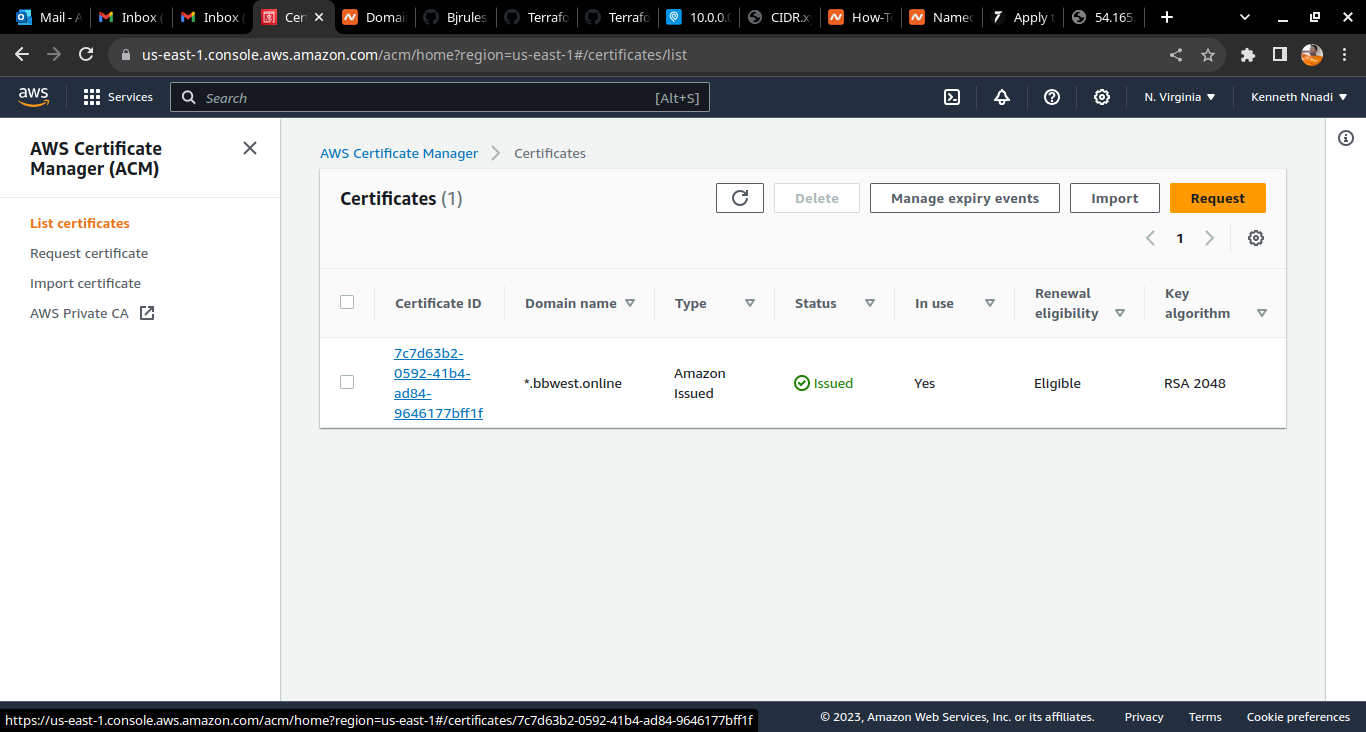 Mail - A
Inbox (
Inbox (
Cer
Domai
Bjrules
Terrafo
Terrafo
10.0.0.
CIDR.x
How-T
Namec
Apply t
54.165.
us-east-1.console.aws.amazon.com/acm/home?region=us-east-1#/certificates/list
aws
Services
Search
[Alt+S]
N. Virginia
Kenneth Nnadi
AWS Certificate
Manager (ACM)
List certificates
Request certificate
Import certificate
AWS Private CA
AWS Certificate Manager
Certificates
Certificates (1)
Delete
Manage expiry events
Import
Request
1
Certificate ID
Domain name
Type
Status
In use
Renewal
eligibility
Key
algorithm
7c7d63b2-
0592-41b4-
ad84-
9646177bff1f
*.bbwest.online
Amazon
Issued
Issued
Yes
Eligible
RSA 2048
https://us-east-1.console.aws.amazon.com/acm/home?region=us-east-1#/certificates/7c7d63b2-0592-41b4-ad84-9646177bff1f
© 2023, Amazon Web Services, Inc. or its affiliates.
Privacy
Terms
Cookie preferences